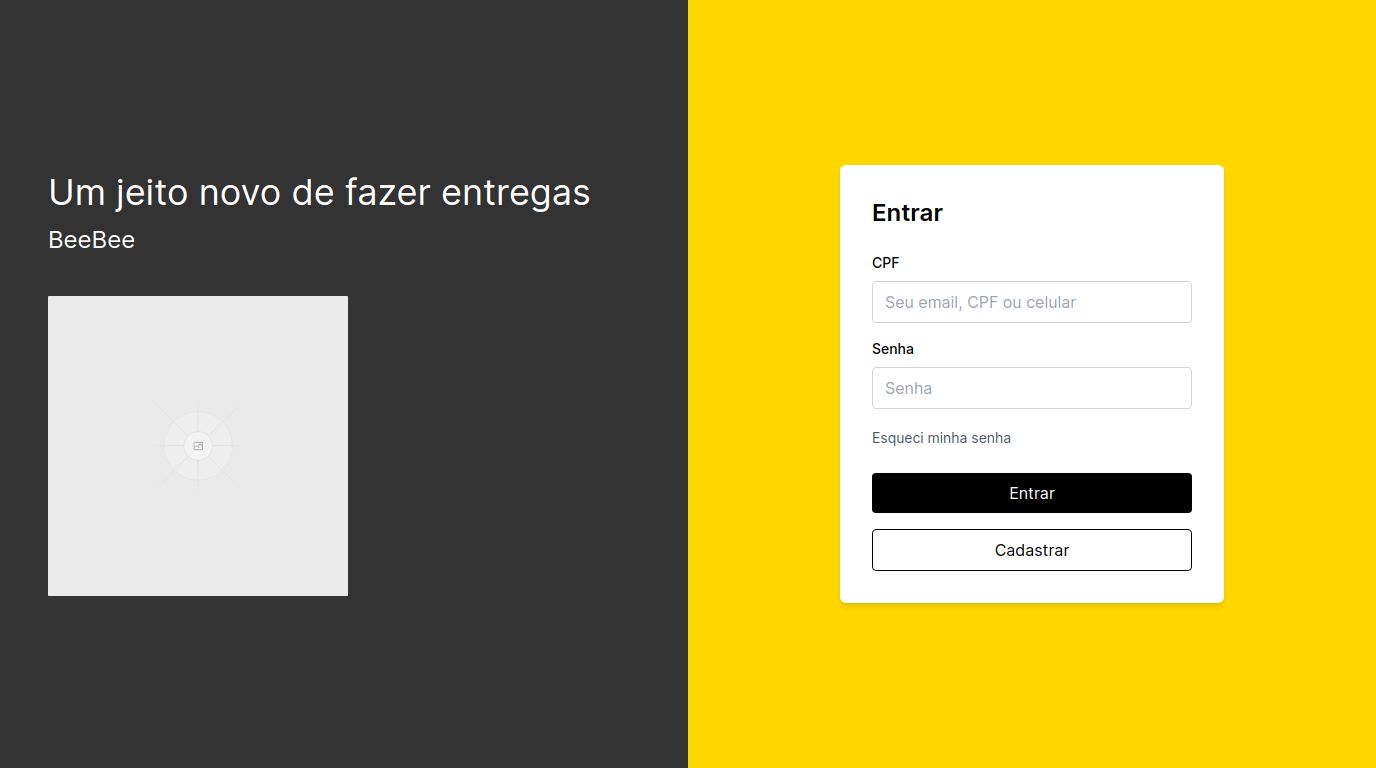 Um jeito novo de fazer entregas
BeeBee
Entrar
CPF
Seu email, CPF ou celular
Senha
Senha
Esqueci minha senha
Entrar
Cadastrar